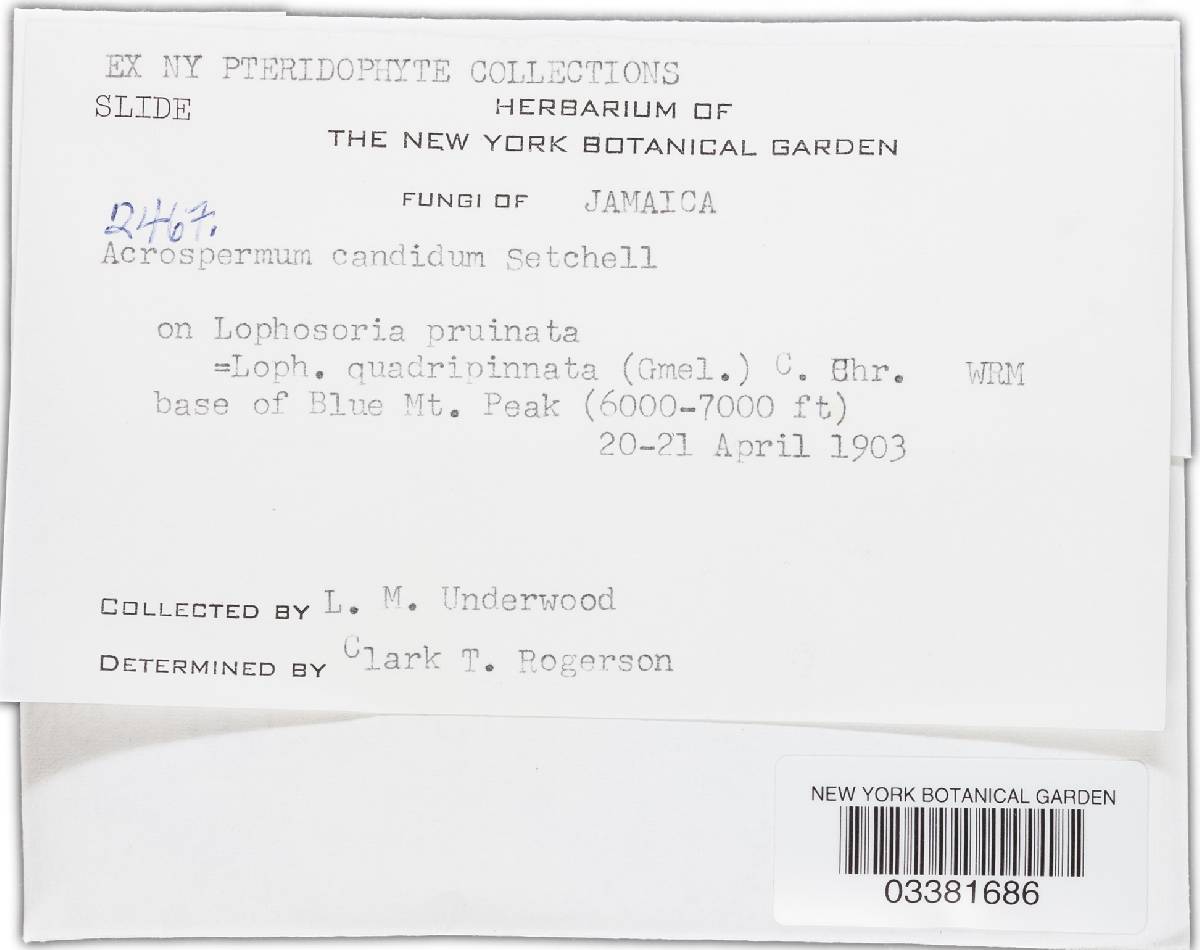 EX NY PTERIDOPHYTE COLLECTIONS
SLIDE
HERBARIUM OF
THE NEW YORK BOTANICAL GARDEN
FUNGI OF JAMAICA
2467.
Acrospermum candidum Setchell
on Lophosoria pruinata
=Loph. quadripinnata (Gmel.) C. Chr. WRM
base of Blue Mt. Peak (6000-7000 ft)
20-21 April 1903
COLLECTED BY L. M. Underwood
DETERMINED BY Clark T. Rogerson
NEW YORK BOTANICAL GARDEN
03381686